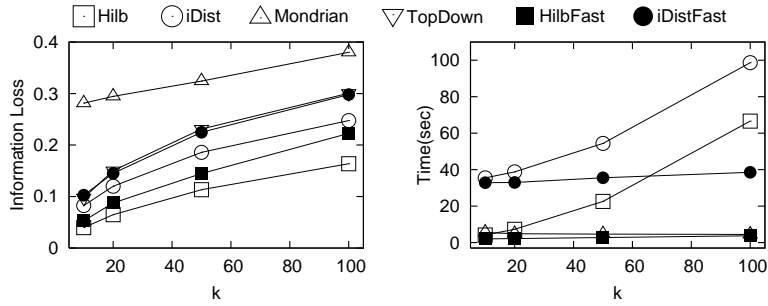 Hilb iDist Mondrian TopDown HilbFast iDistFast
0.4
0.3
0.2
0.1
0
Information Loss
20 40 60 80 100
k
100
80
60
40
20
0
Time(sec)
20 40 60 80 100
k